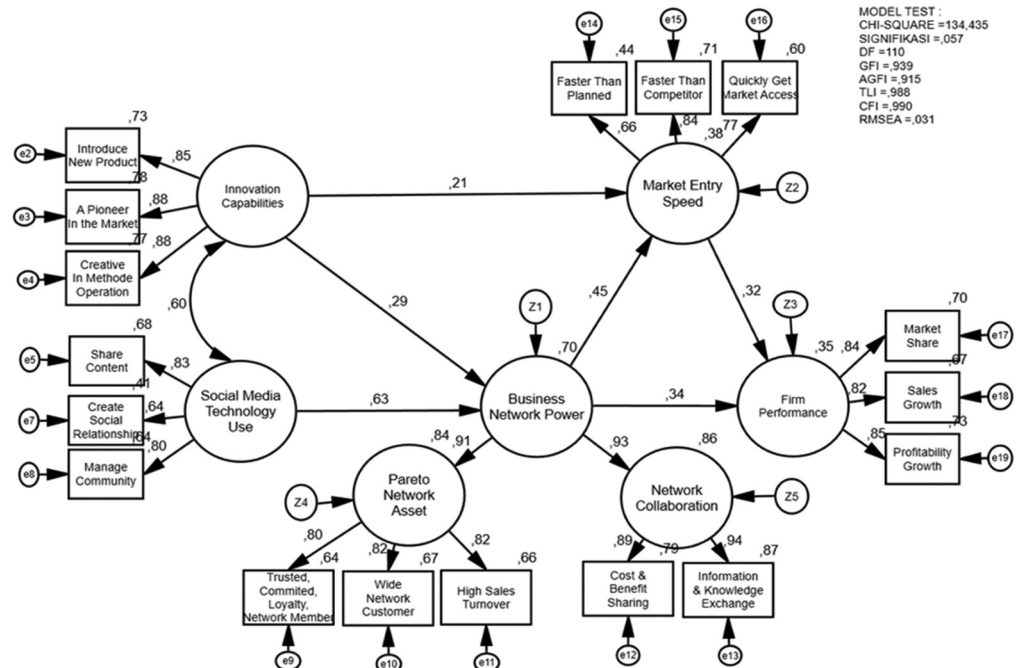 MODEL TEST :
CHI-SQUARE =134,435
SIGNIFIKASI =,057
DF =110
GFI =,939
AGFI =,915
TLI =,988
CFI =,990
RMSEA =,031
e14
e15
e16
,44
,71
,60
Faster Than
Planned
Faster Than
Competitor
Quickly Get
Market Access
,66
,84
,38
,77
Market Entry
Speed
Z2
,73
e2
Introduce
New Product
,85
,78
e3
A Pioneer
In the Market
,88
,77
e4
Creative
In Methode
Operation
,88
Innovation
Capabilities
,21
,60
,29
,45
,32
,68
e5
Share
Content
,83
,41
e7
Create
Social
Relationship
,64
,64
e8
Manage
Community
,80
Social Media
Technology
Use
,63
Z1
,70
Business
Network Power
,34
Z3
,35
Firm
Performance
,84
,82
,85
,70
Market
Share
e17
,67
Sales
Growth
e18
,73
Profitability
Growth
e19
,84
,91
Pareto
Network
Asset
Z4
,93
,86
Network
Collaboration
Z5
,80
,82
,82
,64
,67
,66
Trusted,
Commited,
Loyalty,
Network Member
Wide
Network
Customer
High Sales
Turnover
e9
e10
e11
,89
,79
,94
,87
Cost &
Benefit
Sharing
Information
& Knowledge
Exchange
e12
e13